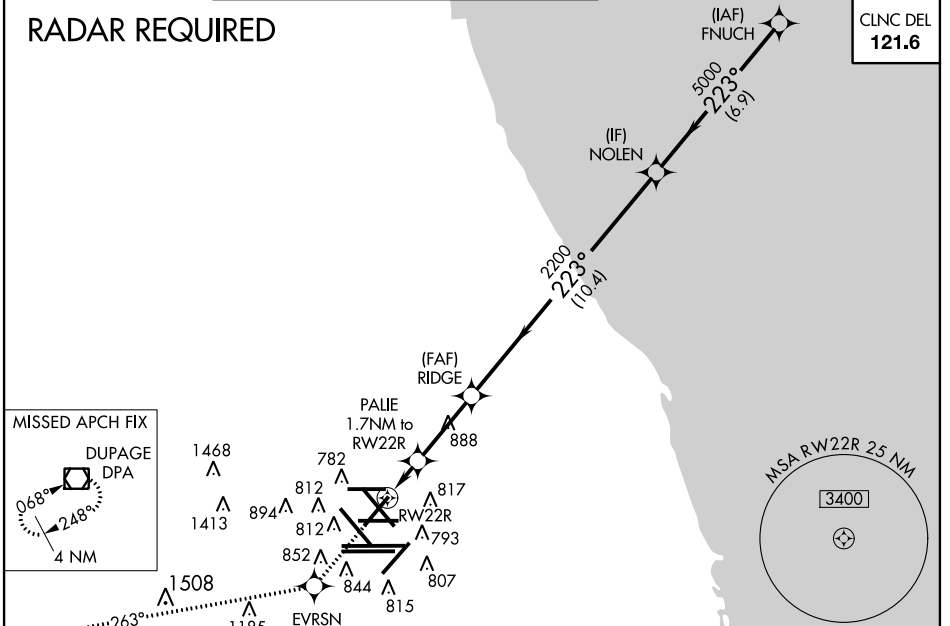 RADAR REQUIRED
(IAF)
FNUCH
CLNC DEL
121.6
5000
223°
(6.9)
(IF)
NOLEN
2200
223°
(10.4)
(FAF)
RIDGE
PALIE
1.7NM to
RW22R
888
MISSED APCH FIX
DUPAGE
DPA
068°
248°
4 NM
1468
1413
894
782
812
812
817
RW22R
793
852
844
807
815
1508
263°
1185
EVRSN
MSA RW22R 25 NM
3400